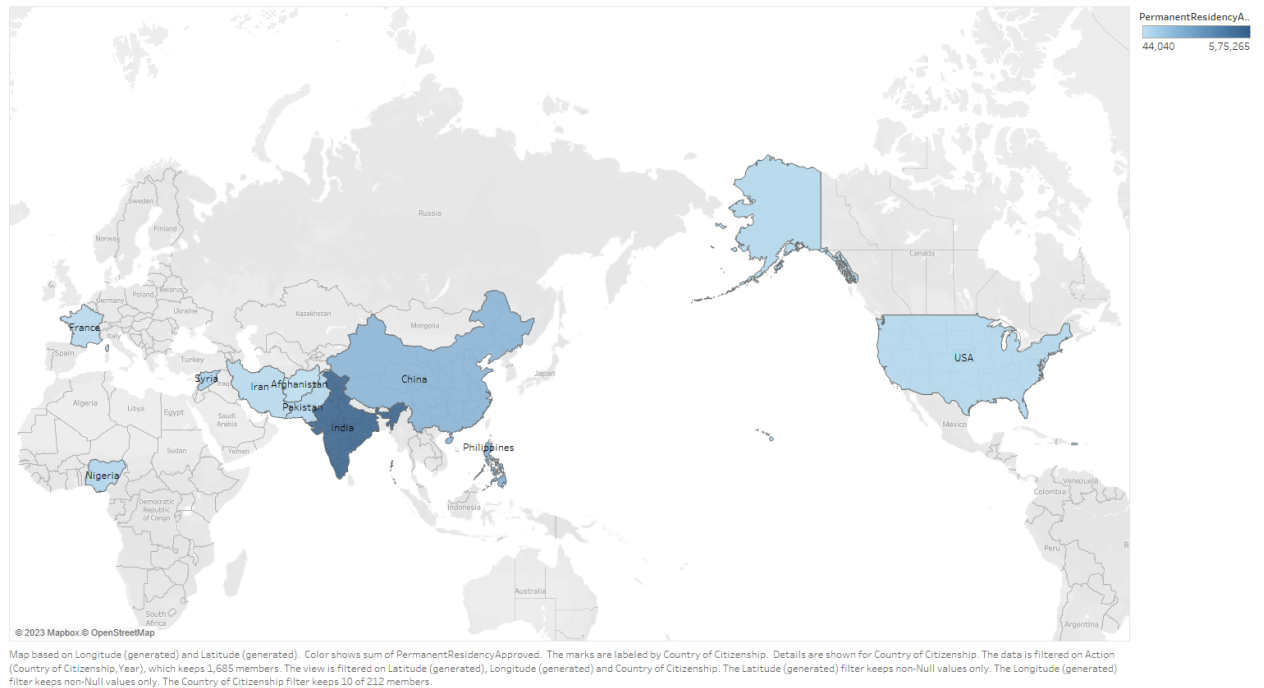 PermanentResidencyA..
44,040 5,75,265
Sweden
Finland
Norway
Russia
Belarus
Poland
Germany
Ukraine
Kazakhstan
Mongolia
France
Italy
Spain
Turkey
Syria
Iraq
Iran
Afghanistan
China
Japan
Pakistan
India
Algeria
Libya
Egypt
Saudi
Arabia
Sudan
Yemen
Nigeria
Philippines
Democratic
Republic
of Congo
Indonesia
South
Africa
Australia
Canada
USA
Mexico
Venezuela
Colombia
Peru
B
Argentina
© 2023 Mapbox © OpenStreetMap
Map based on Longitude (generated) and Latitude (generated). Color shows sum of PermanentResidencyApproved. The marks are labeled by Country of Citizenship. Details are shown for Country of Citizenship. The data is filtered on Action
(Country of Citizenship,Year), which keeps 1,685 members. The view is filtered on Latitude (generated), Longitude (generated) and Country of Citizenship. The Latitude (generated) filter keeps non-Null values only. The Longitude (generated)
filter keeps non-Null values only. The Country of Citizenship filter keeps 10 of 212 members.